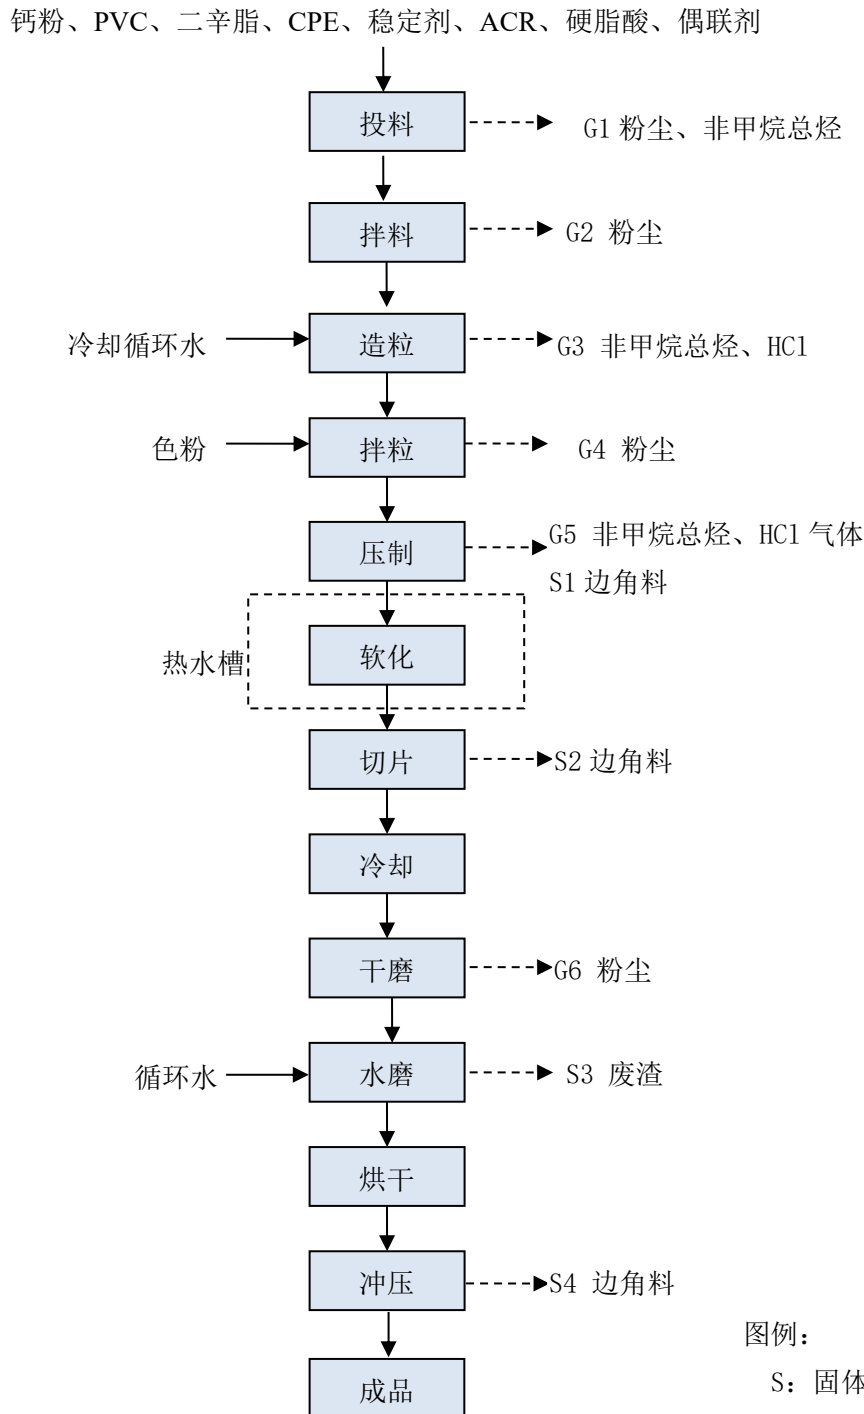 钙粉、PVC、二辛脂、CPE、稳定剂、ACR、硬脂酸、偶联剂
投料
G1 粉尘、非甲烷总烃
拌料
G2 粉尘
冷却循环水
造粒
G3 非甲烷总烃、HCl
色粉
拌粒
G4 粉尘
压制
G5 非甲烷总烃、HCl 气体
S1 边角料
热水槽
软化
切片
S2 边角料
冷却
干磨
G6 粉尘
循环水
水磨
S3 废渣
烘干
冲压
S4 边角料
成品
图例：
S：固体